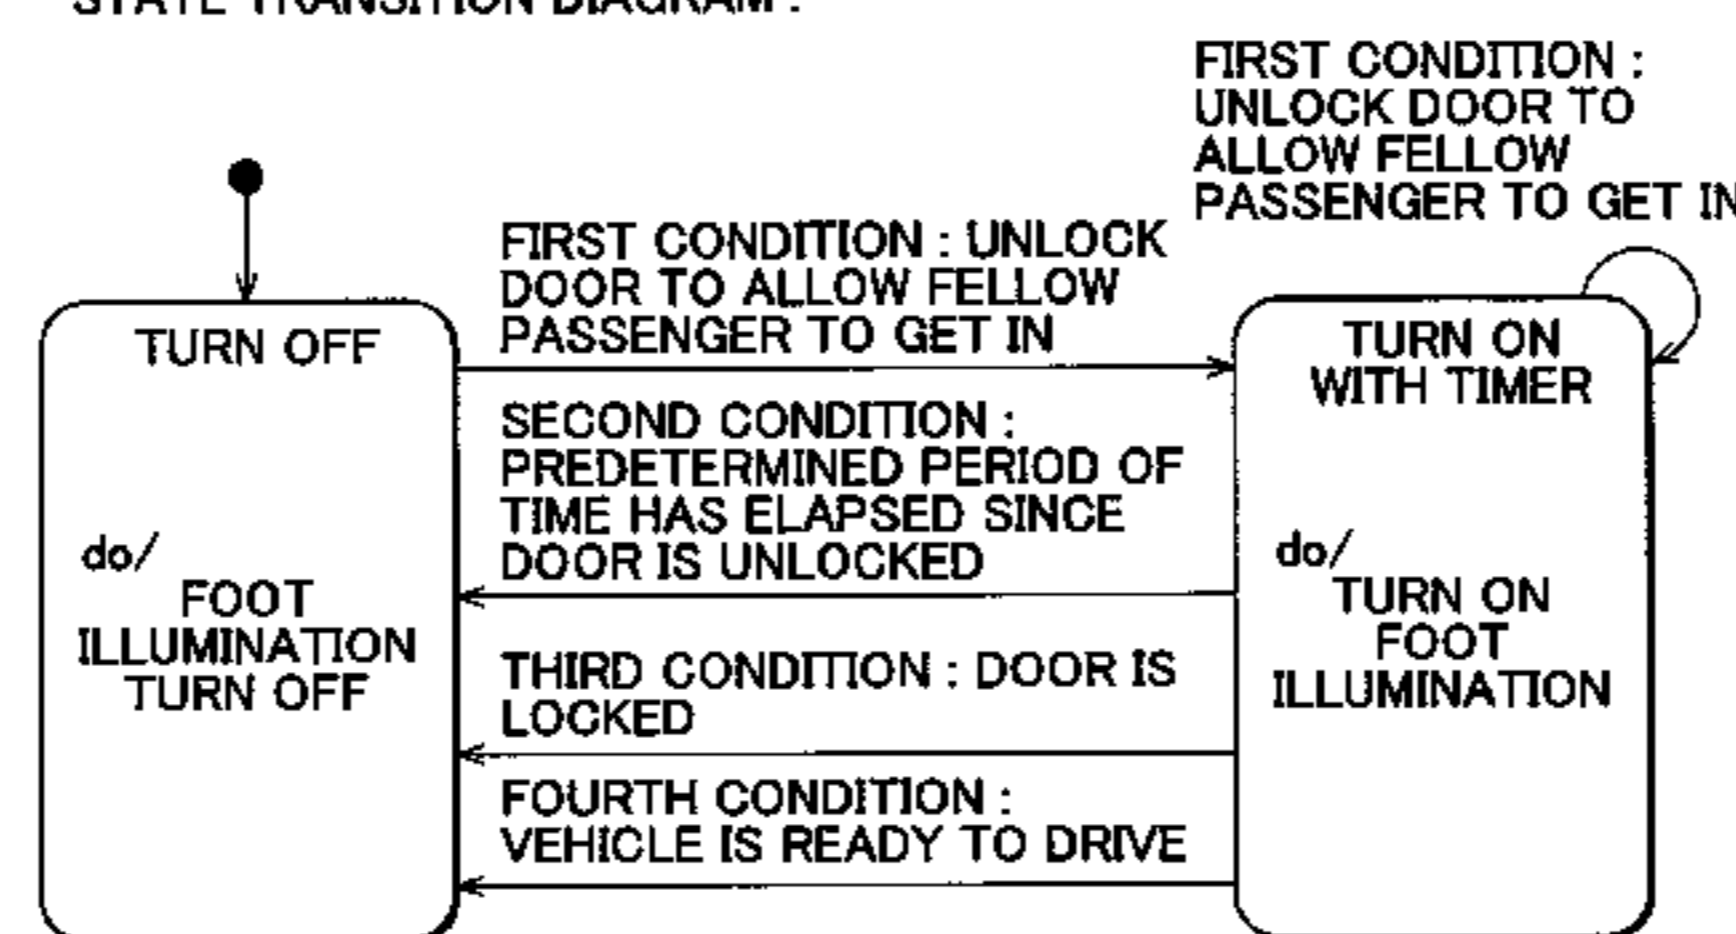 STATE TRANSITION DIAGRAM :
FIRST CONDITION :
UNLOCK DOOR TO
ALLOW FELLOW
PASSENGER TO GET IN
FIRST CONDITION : UNLOCK
DOOR TO ALLOW FELLOW
PASSENGER TO GET IN
TURN OFF
do/
FOOT
ILLUMINATION
TURN OFF
SECOND CONDITION :
PREDETERMINED PERIOD OF
TIME HAS ELAPSED SINCE
DOOR IS UNLOCKED
THIRD CONDITION : DOOR IS
LOCKED
FOURTH CONDITION :
VEHICLE IS READY TO DRIVE
TURN ON
WITH TIMER
do/
TURN ON
FOOT
ILLUMINATION